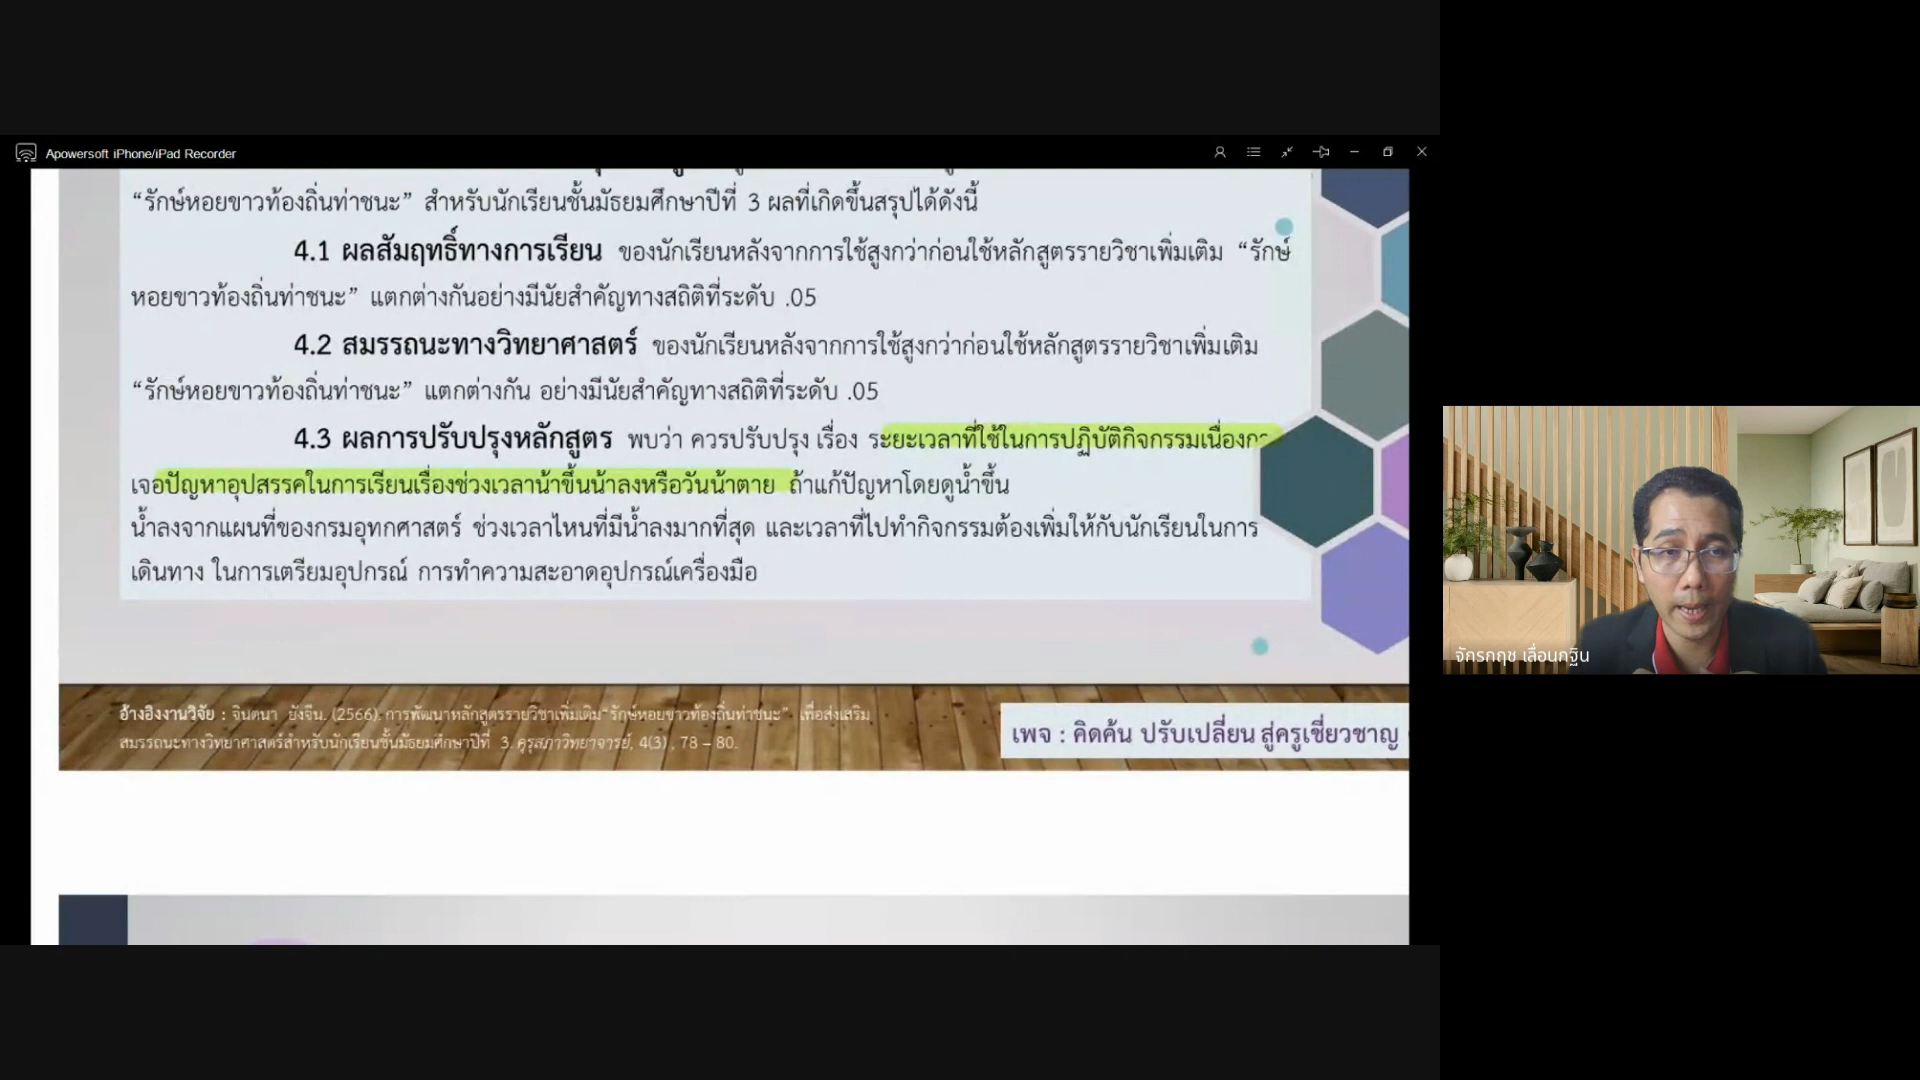 Apowersoft iPhone/iPad Recorder
“รักษ์หอยขาวท้องถิ่นท่าชนะ” สำหรับนักเรียนชั้นมัธยมศึกษาปีที่ 3 ผลที่เกิดขึ้นสรุปได้ดังนี้
4.1 ผลสัมฤทธิ์ทางการเรียน ของนักเรียนหลังจากการใช้สูงกว่าก่อนใช้หลักสูตรรายวิชาเพิ่มเติม “รักษ์
หอยขาวท้องถิ่นท่าชนะ” แตกต่างกันอย่างมีนัยสำคัญทางสถิติที่ระดับ .05
4.2 สมรรถนะทางวิทยาศาสตร์ ของนักเรียนหลังจากการใช้สูงกว่าก่อนใช้หลักสูตรรายวิชาเพิ่มเติม
“รักษ์หอยขาวท้องถิ่นท่าชนะ” แตกต่างกัน อย่างมีนัยสำคัญทางสถิติที่ระดับ .05
4.3 ผลการปรับปรุงหลักสูตร พบว่า ควรปรับปรุง เรื่อง ระยะเวลาที่ใช้ในการปฏิบัติกิจกรรมเนื่อง
เจอปัญหาอุปสรรคในการเรียนเรื่องช่วงเวลาน้ำขึ้นน้ำลงหรือวันน้ำตาย ถ้าแก้ปัญหาโดยดูน้ำขึ้น
น้ำลงจากแผนที่ของกรมอุทกศาสตร์ ช่วงเวลาไหนที่มีน้ำลงมากที่สุด และเวลาที่ไปทำกิจกรรมต้องเพิ่มให้กับนักเรียนในการ
เดินทาง ในการเตรียมอุปกรณ์ การทำความสะอาดอุปกรณ์เครื่องมือ
อ้างอิงงานวิจัย : จินตนา ยังจีน. (2566). การพัฒนาหลักสูตรรายวิชาเพิ่มเติม“รักษ์หอยขาวท้องถิ่นท่าชนะ” เพื่อส่งเสริม
สมรรถนะทางวิทยาศาสตร์สำหรับนักเรียนชั้นมัธยมศึกษาปีที่ 3. คุรุสภาวิทยาจารย์, 4(3) , 78 – 80.
เพจ : คิดค้น ปรับเปลี่ยน สู่ครูเชี่ยวชาญ
จักรกฤช เลื่อนกฐิน